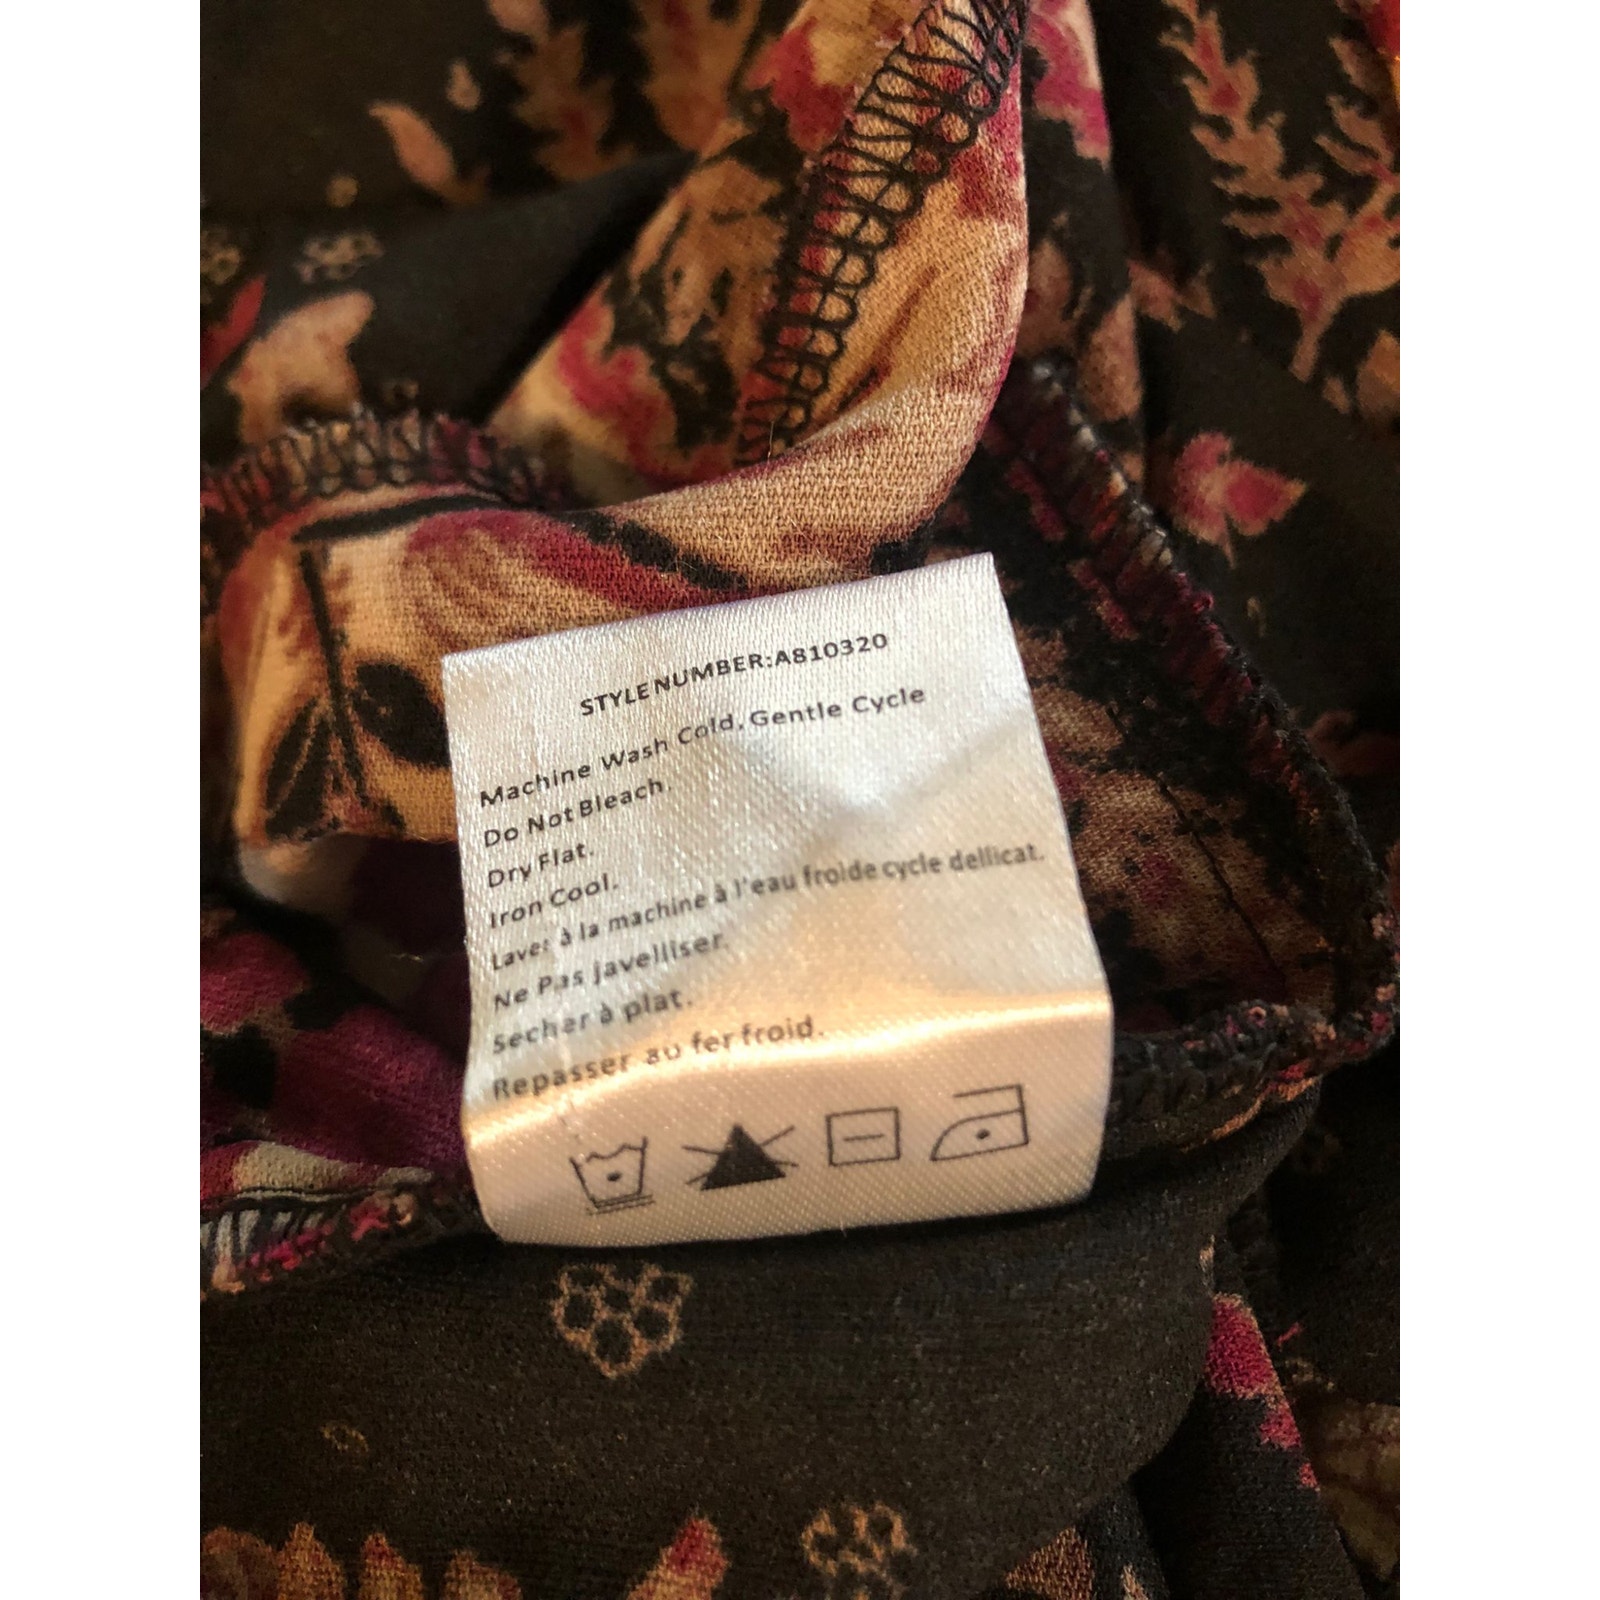 STYLE NUMBER:A810320
Machine Wash Cold, Gentle Cycle
Do Not Bleach.
Dry Flat.
Iron Cool.
Laver à la machine à l'eau froide cycle dellicat.
Ne Pas javelliser.
Secher à plat.
Repasser au fer froid.